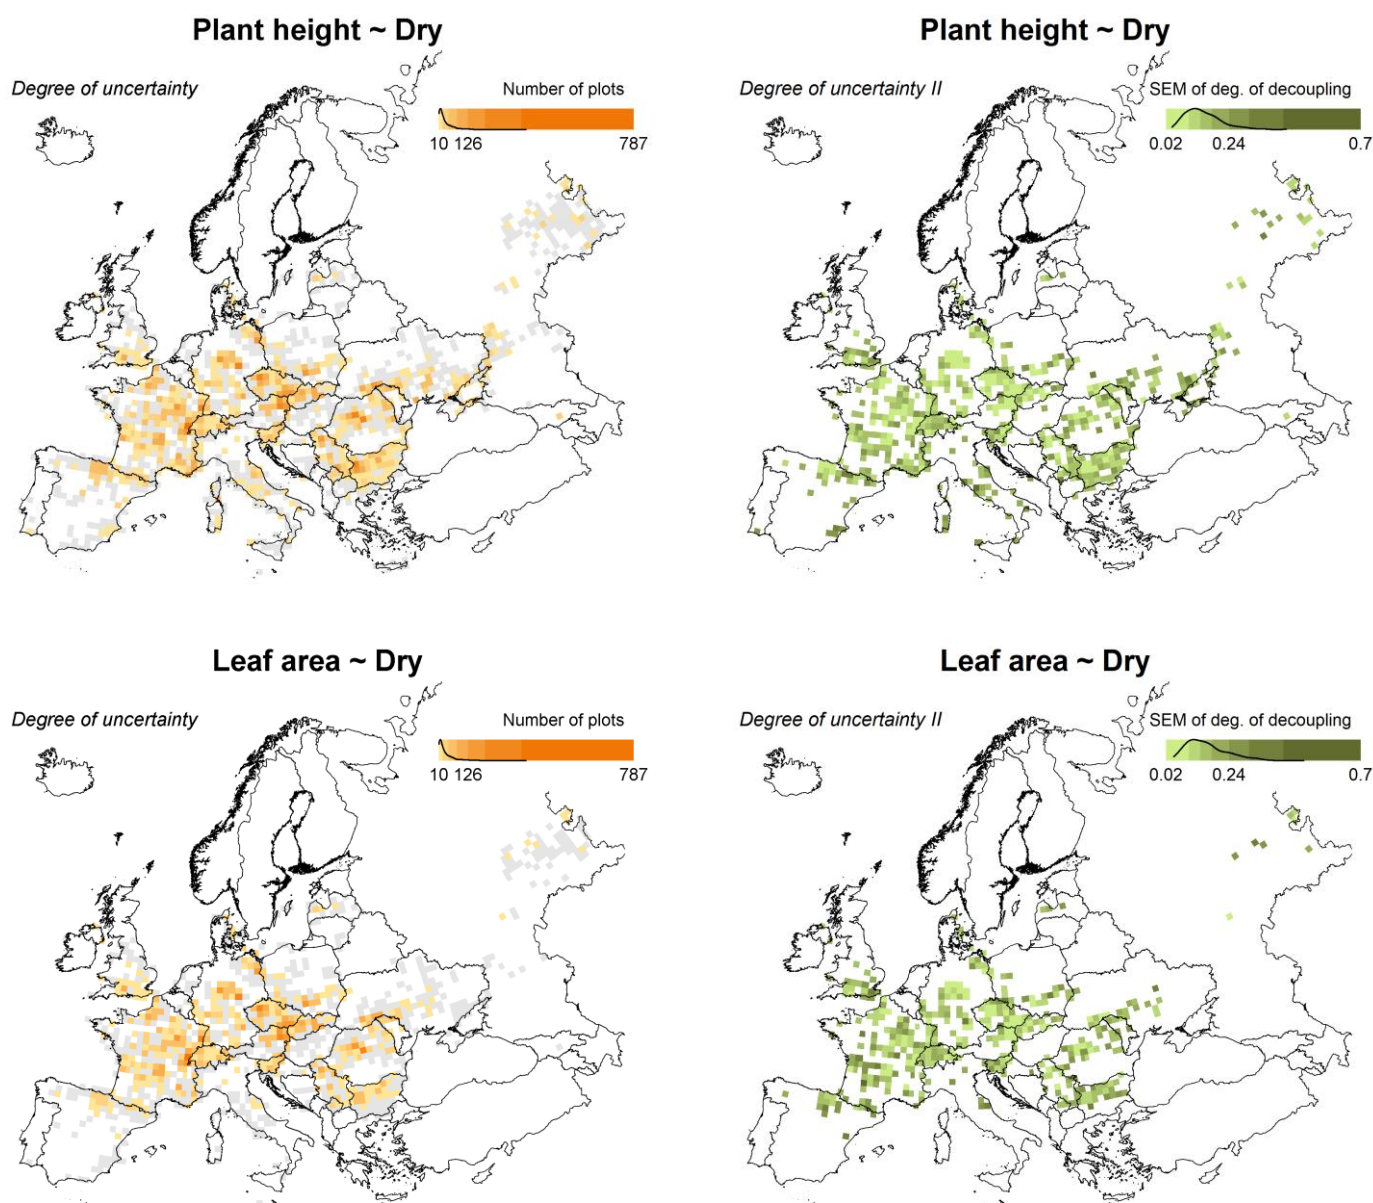 Plant height ~ Dry
Degree of uncertainty
Number of plots
10 126 787
Plant height ~ Dry
Degree of uncertainty II
SEM of deg. of decoupling
0.02 0.24 0.7
Leaf area ~ Dry
Degree of uncertainty
Number of plots
10 126 787
Leaf area ~ Dry
Degree of uncertainty II
SEM of deg. of decoupling
0.02 0.24 0.7